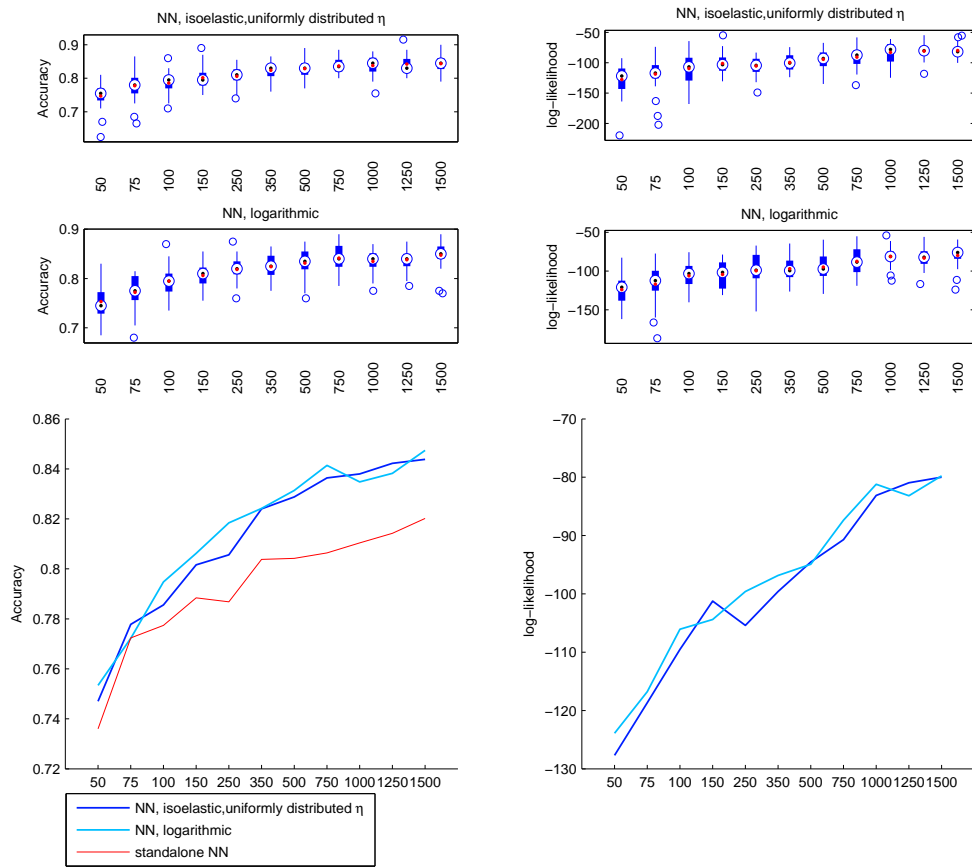 NN, isoelastic,uniformly distributed η
Accuracy
0.9
0.8
0.7
50 75 100 150 250 350 500 750 1000 1250 1500
NN, isoelastic,uniformly distributed η
log−likelihood
−50
−100
−150
−200
50 75 100 150 250 350 500 750 1000 1250 1500
NN, logarithmic
Accuracy
0.9
0.8
0.7
50 75 100 150 250 350 500 750 1000 1250 1500
NN, logarithmic
log−likelihood
−50
−100
−150
50 75 100 150 250 350 500 750 1000 1250 1500
Accuracy
0.86
0.84
0.82
0.8
0.78
0.76
0.74
0.72
50 75 100 150 250 350 500 750 1000 1250 1500
log−likelihood
−70
−80
−90
−100
−110
−120
−130
50 75 100 150 250 350 500 750 1000 1250 1500
NN, isoelastic,uniformly distributed η
NN, logarithmic
standalone NN